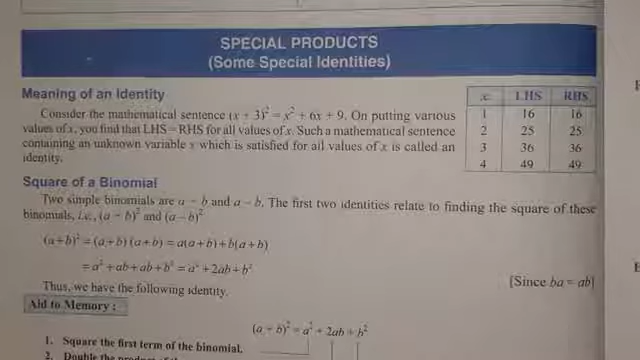 SPECIAL PRODUCTS
(Some Special Identities)
Meaning of an Identity
Consider the mathematical sentence (x + 3)² = x² + 6x + 9. On putting various
values of x, you find that LHS = RHS for all values of x. Such a mathematical sentence
containing an unknown variable x which is satisfied for all values of x is called an
identity.
x LHS RHS
1 16 16
2 25 25
3 36 36
4 49 49
Square of a Binomial
Two simple binomials are a + b and a – b. The first two identities relate to finding the square of these
binomials, i.e., (a + b)² and (a – b)²
(a+b)² = (a+b) (a+b) = a(a+b)+b(a+b)
= a² + ab + ab + b² = a² + 2ab + b²
[Since ba = ab]
Thus, we have the following identity.
Aid to Memory :
(a + b)² = a² + 2ab + b²
1. Square the first term of the binomial.
2. Double the product of the